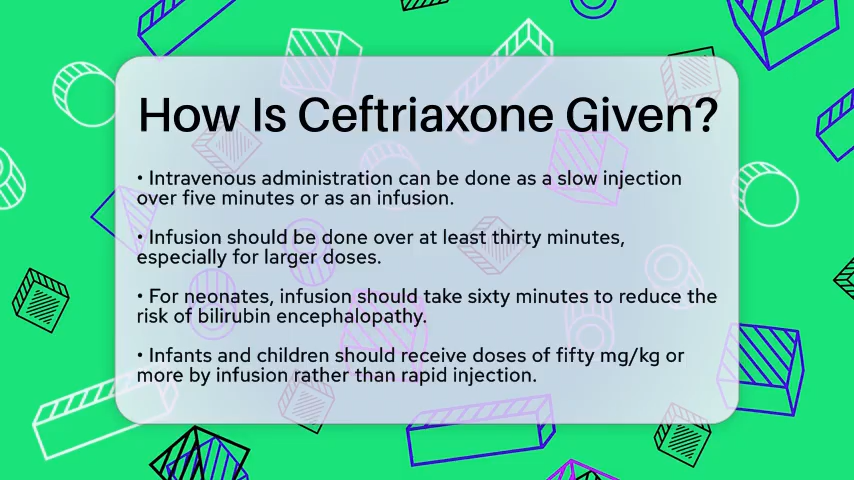 How Is Ceftriaxone Given?
• Intravenous administration can be done as a slow injection
over five minutes or as an infusion.
• Infusion should be done over at least thirty minutes,
especially for larger doses.
• For neonates, infusion should take sixty minutes to reduce the
risk of bilirubin encephalopathy.
• Infants and children should receive doses of fifty mg/kg or
more by infusion rather than rapid injection.